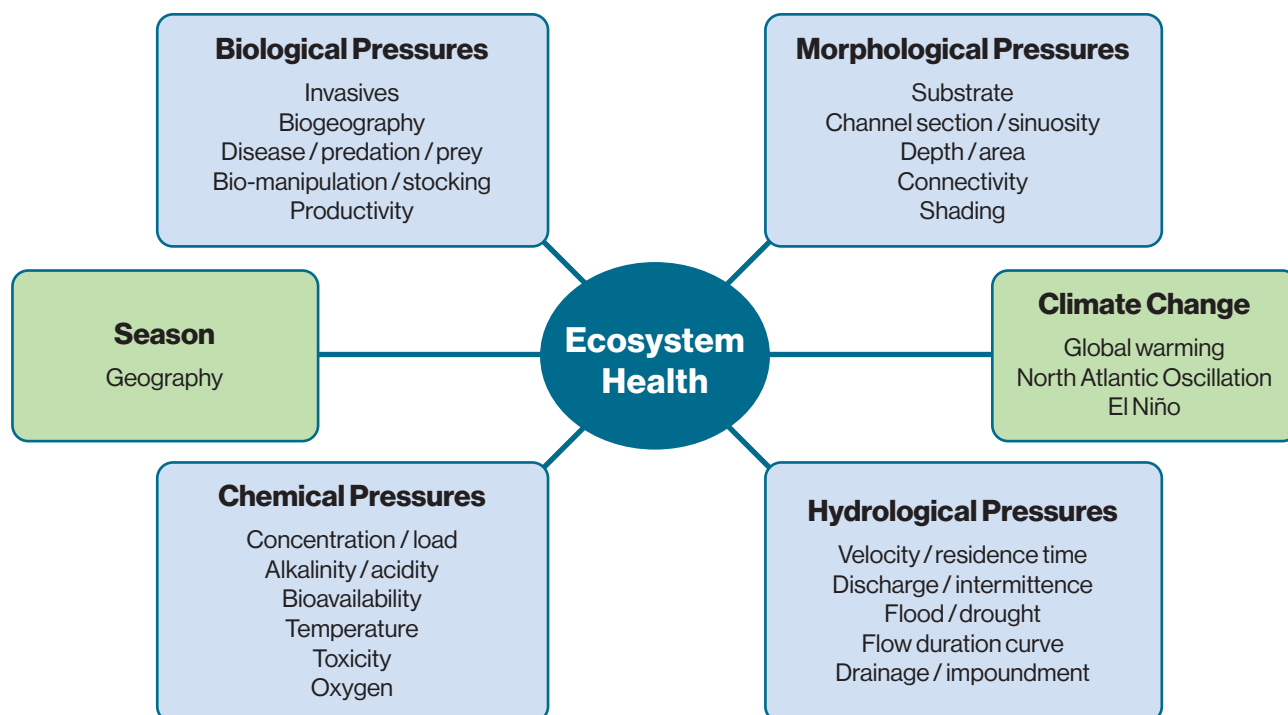 Biological Pressures
Invasives
Biogeography
Disease / predation / prey
Bio-manipulation / stocking
Productivity
Morphological Pressures
Substrate
Channel section / sinuosity
Depth / area
Connectivity
Shading
Season
Geography
Ecosystem
Health
Climate Change
Global warming
North Atlantic Oscillation
El Niño
Chemical Pressures
Concentration / load
Alkalinity / acidity
Bioavailability
Temperature
Toxicity
Oxygen
Hydrological Pressures
Velocity / residence time
Discharge / intermittence
Flood / drought
Flow duration curve
Drainage / impoundment